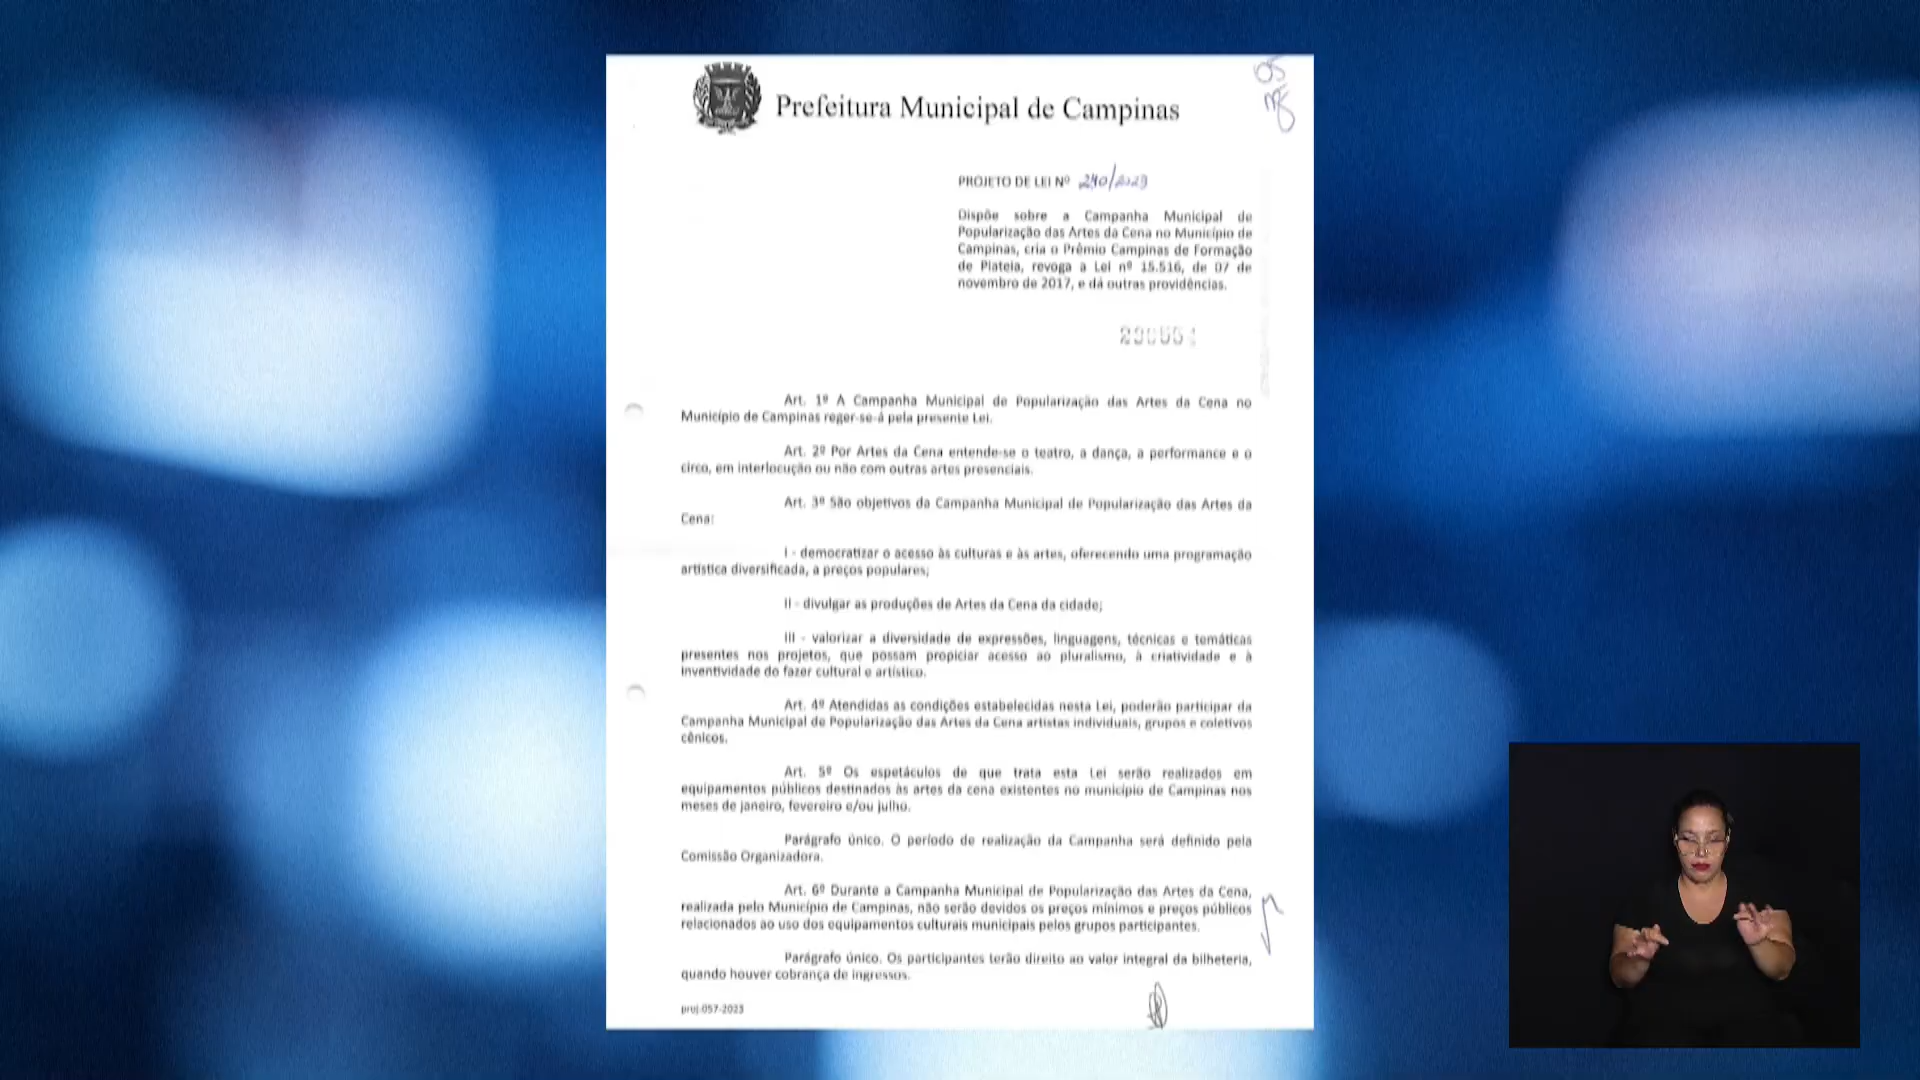 05
Prefeitura Municipal de Campinas
PROJETO DE LEI Nº 240/2023
Dispõe sobre a Campanha Municipal de
Popularização das Artes da Cena no Município de
Campinas, cria o Prêmio Campinas de Formação
de Plateia, revoga a Lei nº 15.516, de 07 de
novembro de 2017, e dá outras providências.
Art. 1º A Campanha Municipal de Popularização das Artes da Cena no
Município de Campinas reger-se-á pela presente Lei.
Art. 2º Por Artes da Cena entende-se o teatro, a dança, a performance e o
circo, em interlocução ou não com outras artes presenciais.
Art. 3º São objetivos da Campanha Municipal de Popularização das Artes da
Cena:
I - democratizar o acesso às culturas e às artes, oferecendo uma programação
artística diversificada, a preços populares;
II - divulgar as produções de Artes da Cena da cidade;
III - valorizar a diversidade de expressões, linguagens, técnicas e temáticas
presentes nos projetos, que possam propiciar acesso ao pluralismo, à criatividade e à
inventividade do fazer cultural e artístico.
Art. 4º Atendidas as condições estabelecidas nesta Lei, poderão participar da
Campanha Municipal de Popularização das Artes da Cena artistas individuais, grupos e coletivos
cênicos.
Art. 5º Os espetáculos de que trata esta Lei serão realizados em
equipamentos públicos destinados às artes da cena existentes no município de Campinas nos
meses de janeiro, fevereiro e/ou julho.
Parágrafo único. O período de realização da Campanha será definido pela
Comissão Organizadora.
Art. 6º Durante a Campanha Municipal de Popularização das Artes da Cena,
realizada pelo Município de Campinas, não serão devidos os preços mínimos e preços públicos
relacionados ao uso dos equipamentos culturais municipais pelos grupos participantes.
Parágrafo único. Os participantes terão direito ao valor integral da bilheteria,
quando houver cobrança de ingressos.
proj-057-2023